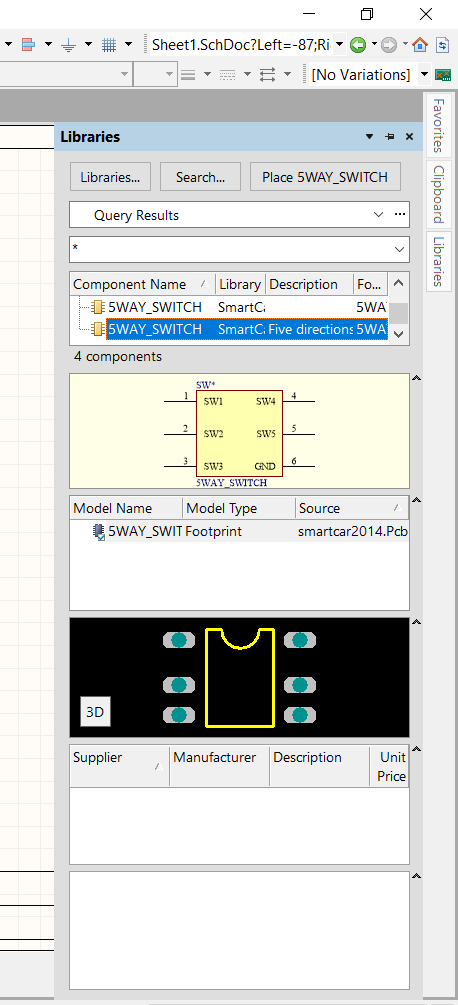 Sheet1.SchDoc?Left=-87;Ri
[No Variations]
Libraries
Favorites
Clipboard
Libraries
Libraries...
Search...
Place 5WAY_SWITCH
Query Results
...
*
Component Name / Library Description Fo...
5WAY_SWITCH SmartCa 5WA
5WAY_SWITCH SmartCa Five directions 5WA
4 components
SW*
1 SW1 SW4 4
2 SW2 SW5 5
3 SW3 GND 6
5WAY_SWITCH
Model Name Model Type Source /
5WAY_SWIT Footprint smartcar2014.Pcb
3D
Supplier / Manufacturer Description Unit
Price